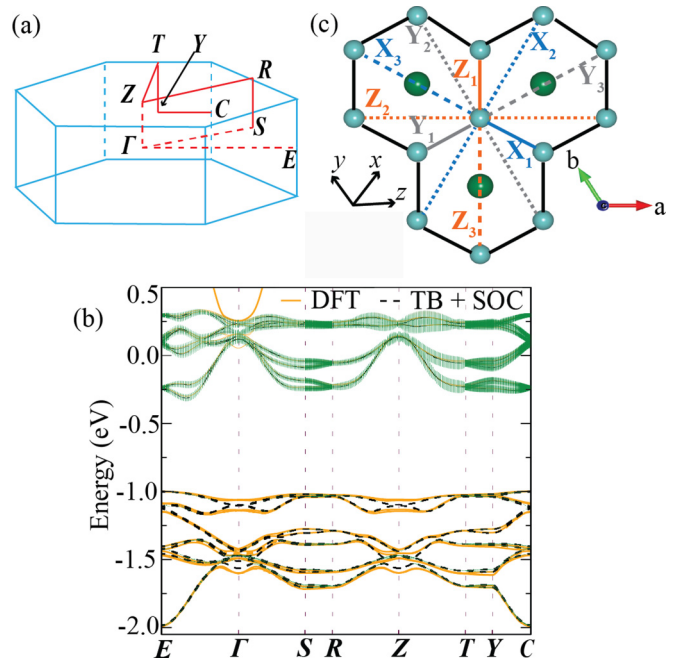 (a)
T
Y
Z
R
C
S
Γ
E
(c)
Y2
X2
X3
Z1
Y3
Z2
Y1
X1
Z3
y
x
z
b
a
(b)
DFT
TB + SOC
Energy (eV)
0.5
0.0
-0.5
-1.0
-1.5
-2.0
E Γ S R Z T Y C